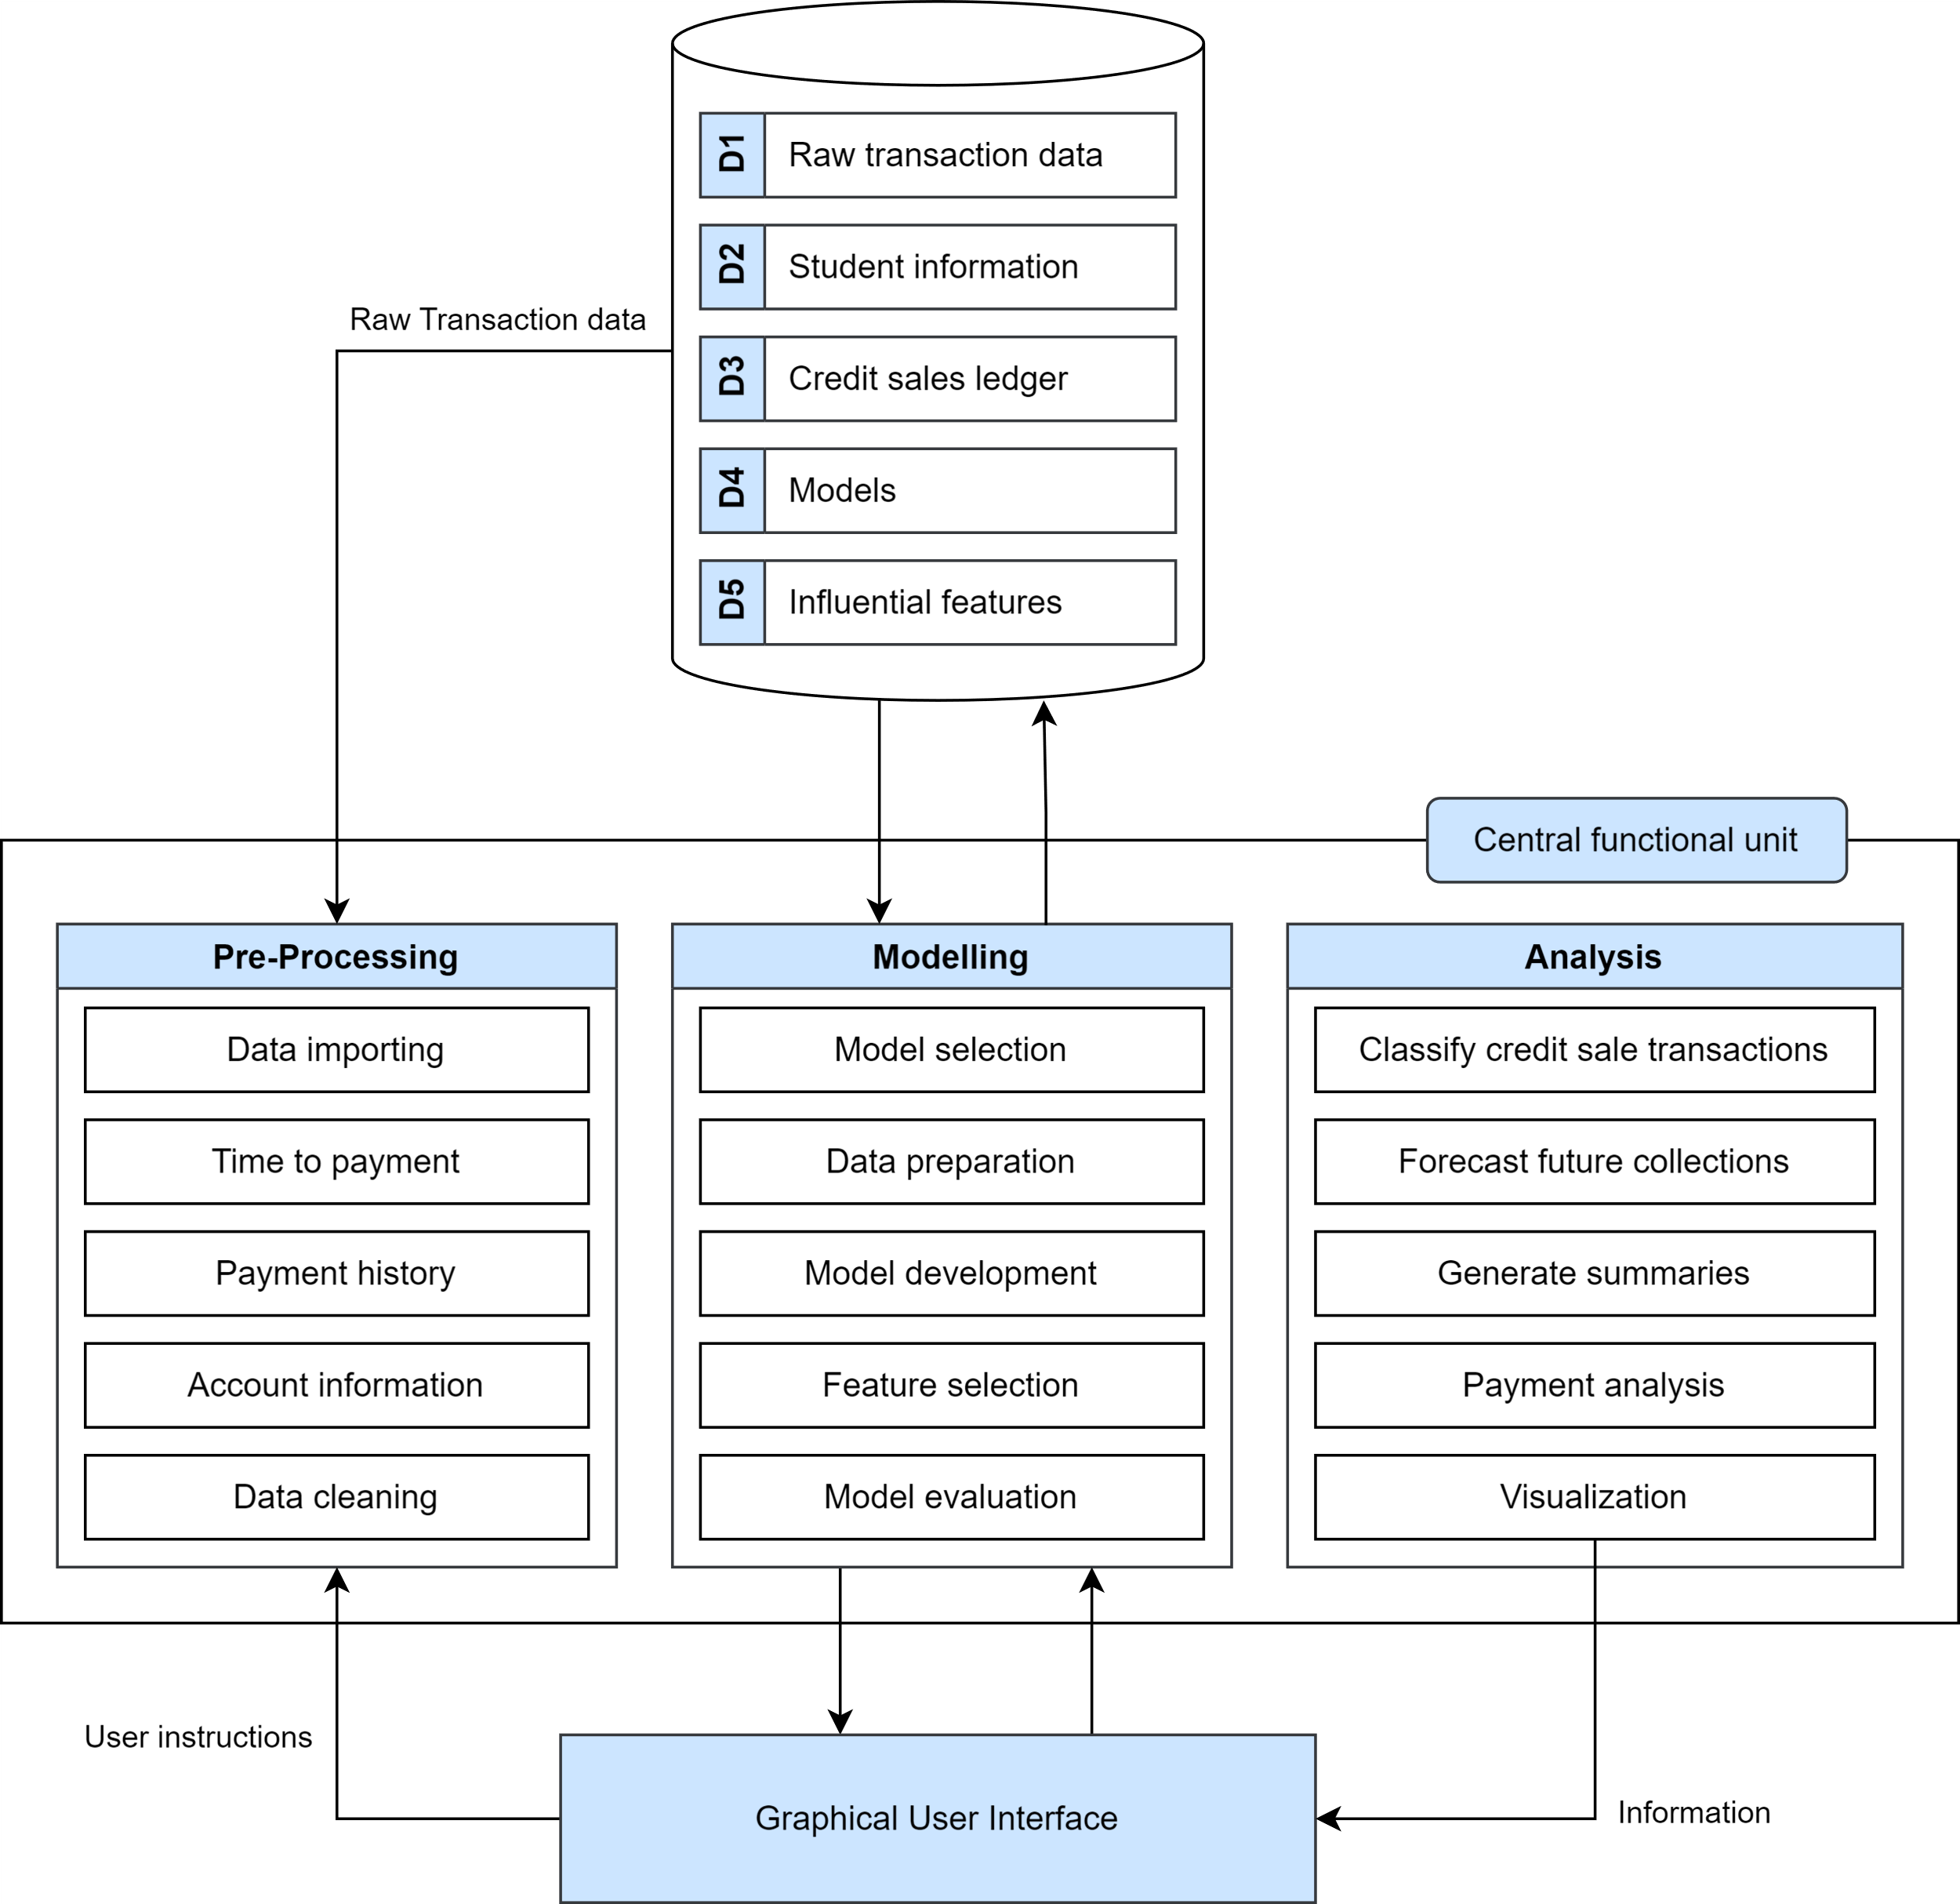 D1
Raw transaction data
D2
Student information
Raw Transaction data
D3
Credit sales ledger
D4
Models
D5
Influential features
Central functional unit
Pre-Processing
Data importing
Time to payment
Payment history
Account information
Data cleaning
Modelling
Model selection
Data preparation
Model development
Feature selection
Model evaluation
Analysis
Classify credit sale transactions
Forecast future collections
Generate summaries
Payment analysis
Visualization
User instructions
Graphical User Interface
Information